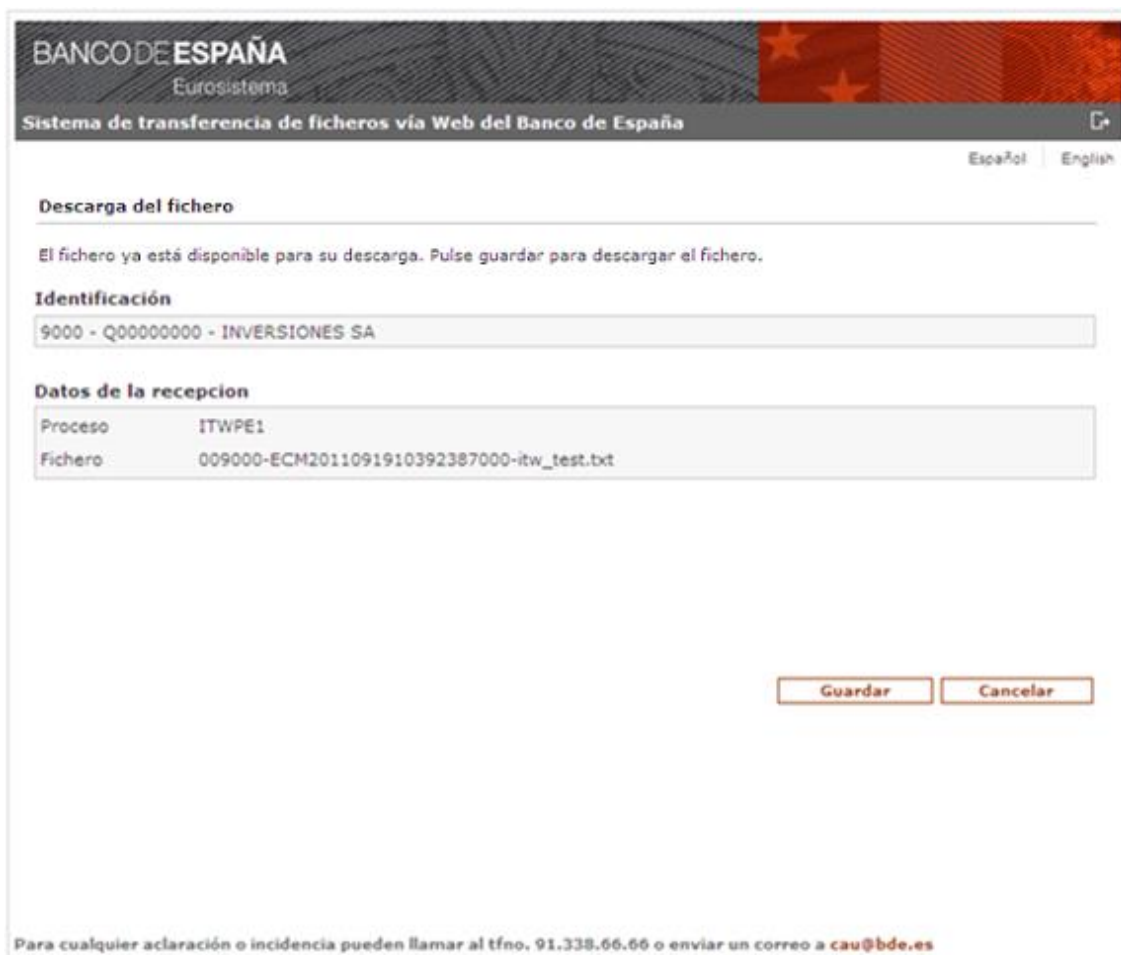 BANCODEESPAÑA
Eurosistema
Sistema de transferencia de ficheros vía Web del Banco de España
Español English
Descarga del fichero
El fichero ya está disponible para su descarga. Pulse guardar para descargar el fichero.
Identificación
9000 - Q00000000 - INVERSIONES SA
Datos de la recepcion
Proceso ITWPE1
Fichero 009000-ECM2011091910392387000-itw_test.txt
Guardar Cancelar
Para cualquier aclaración o incidencia pueden llamar al tfno. 91.338.66.66 o enviar un correo a cau@bde.es